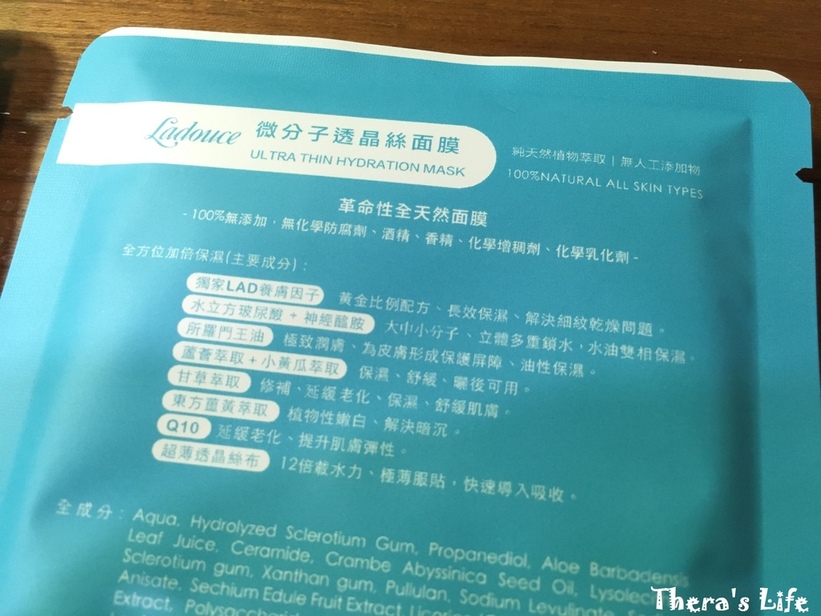 Ladouce 微分子透晶絲面膜
ULTRA THIN HYDRATION MASK
純天然植物萃取 | 無人工添加物
100%NATURAL ALL SKIN TYPES
革命性全天然面膜
- 100%無添加，無化學防腐劑、酒精、香精、化學增稠劑、化學乳化劑 -
全方位加倍保濕(主要成分)：
獨家LAD養膚因子 黃金比例配方、長效保濕、解決細紋乾燥問題。
水立方玻尿酸 + 神經醯胺 大中小分子、立體多重鎖水，水油雙相保濕。
所羅門王油 極致潤膚、為皮膚形成保護屏障、油性保濕。
蘆薈萃取 + 小黃瓜萃取 保濕、舒緩、曬後可用。
甘草萃取 修補、延緩老化、保濕、舒緩肌膚。
東方薑黃萃取 植物性嫩白、解決暗沉。
Q10 延緩老化、提升肌膚彈性。
超薄透晶絲布 12倍載水力、極薄服貼，快速導入吸收。
全成分：Aqua, Hydrolyzed Sclerotium Gum, Propanediol, Aloe Barbadensis
Leaf Juice, Ceramide, Crambe Abyssinica Seed Oil, Lysolec
Sclerotium gum, Xanthan gum, Pullulan, Sodium Levulinate, 
Anisate, Sechium Edule Fruit Extract, Licorice
Extract, Polysacchari
Thera's Life